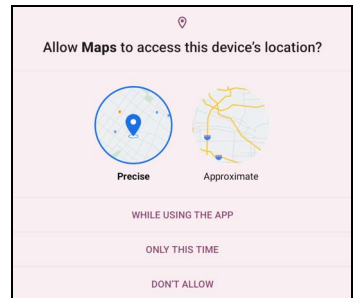 Allow Maps to access this device's location?
Precise Approximate
WHILE USING THE APP
ONLY THIS TIME
DON'T ALLOW